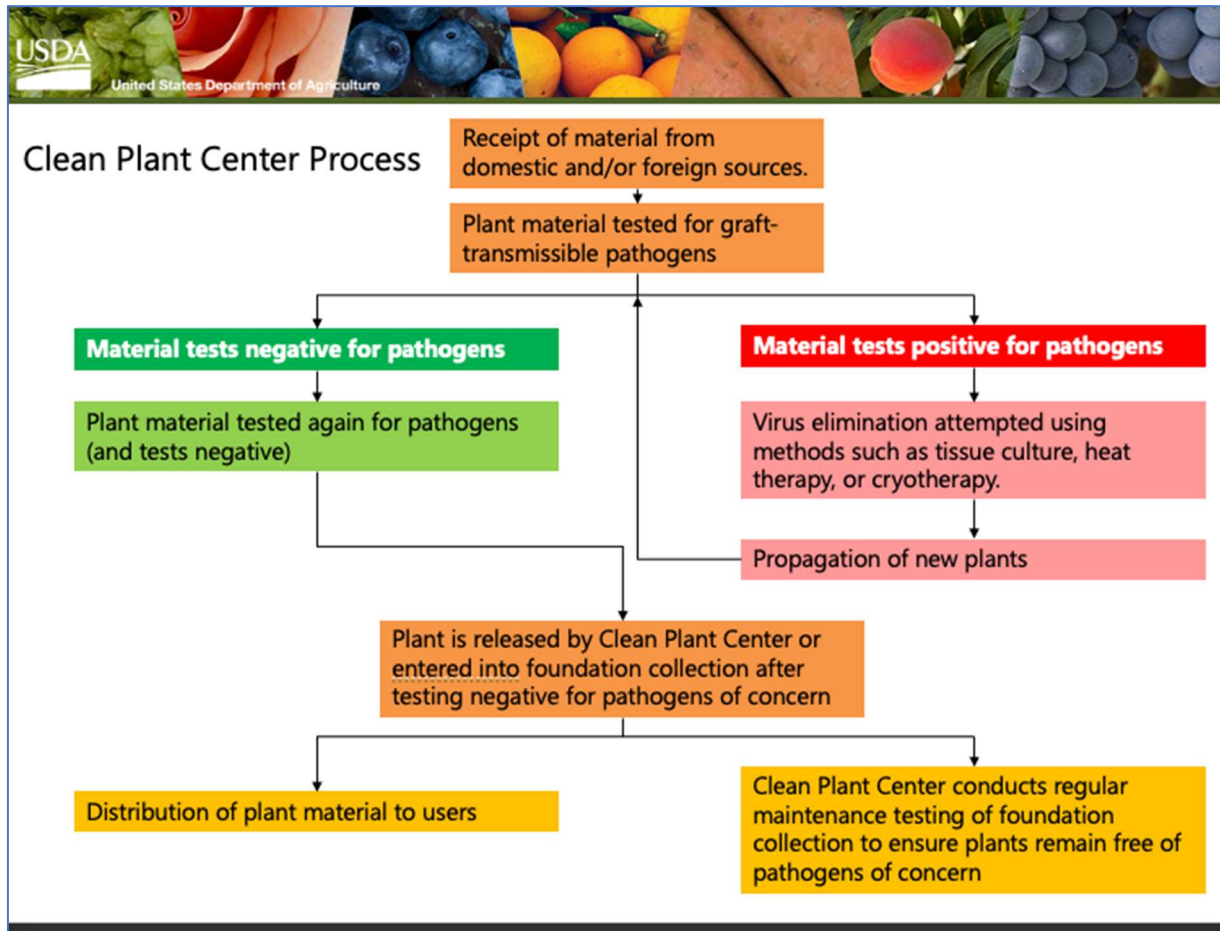 USDA
United States Department of Agriculture
Clean Plant Center Process
Receipt of material from
domestic and/or foreign sources.
Plant material tested for graft-
transmissible pathogens
Material tests negative for pathogens
Material tests positive for pathogens
Plant material tested again for pathogens
(and tests negative)
Virus elimination attempted using
methods such as tissue culture, heat
therapy, or cryotherapy.
Propagation of new plants
Plant is released by Clean Plant Center or
entered into foundation collection after
testing negative for pathogens of concern
Distribution of plant material to users
Clean Plant Center conducts regular
maintenance testing of foundation
collection to ensure plants remain free of
pathogens of concern